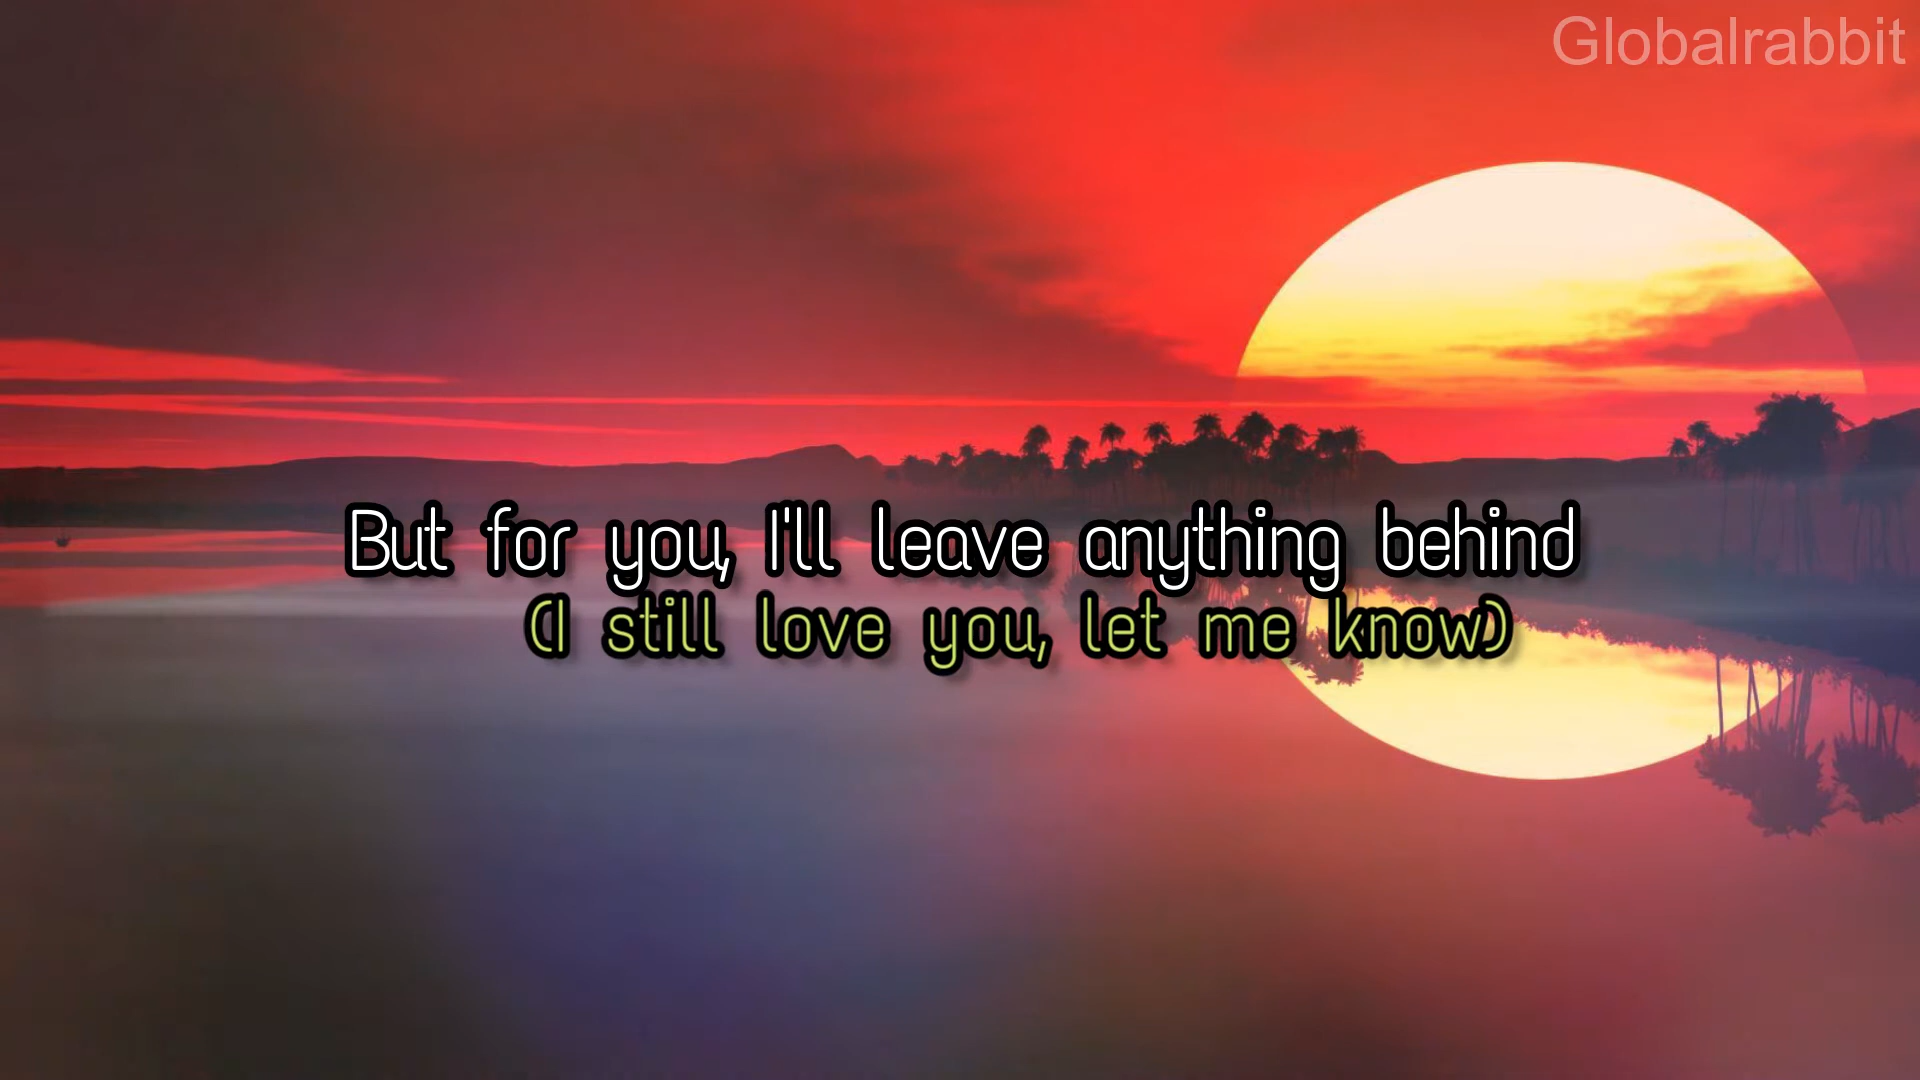 Globalrabbit
But for you, I'll leave anything behind
(I still love you, let me know)